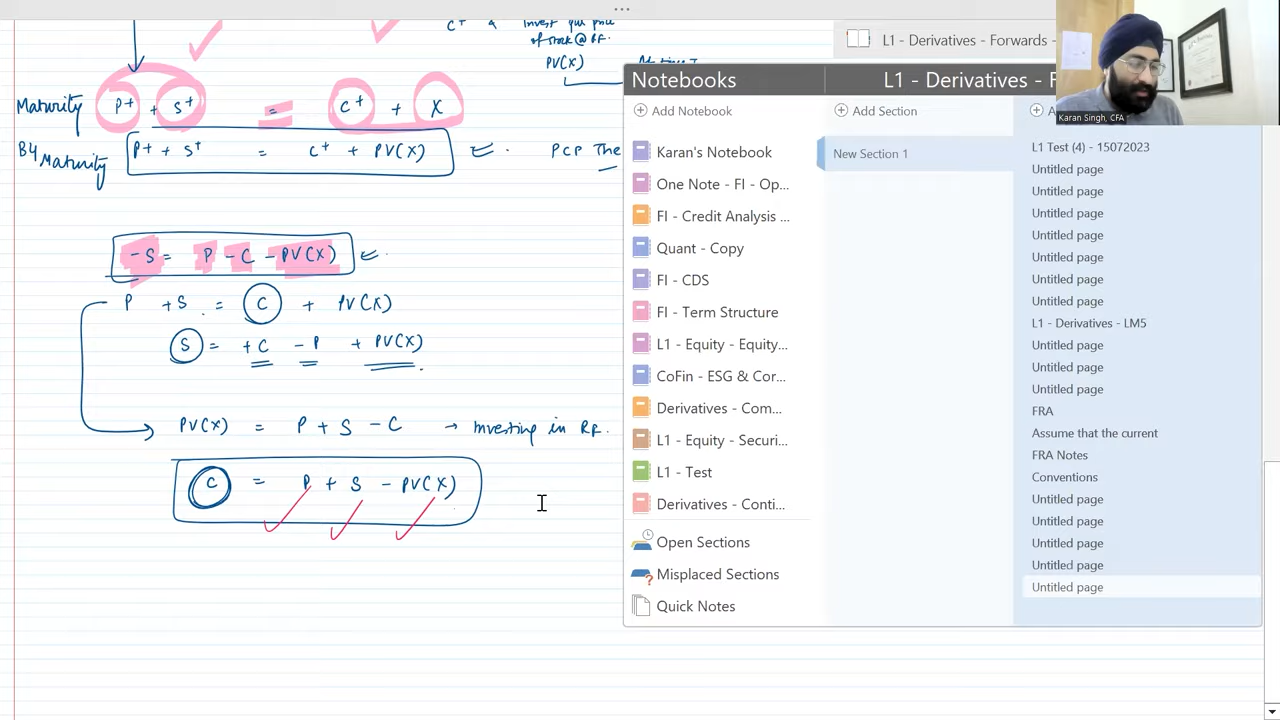 C+ & Invest
of Stock @ RF.
PV(X)
Maturity P+ + S+ = C+ + X
B4 Maturity P+ + S+ = C+ + PV(X) PCP The
-S = P - C - PV(X)
P + S = C + PV(X)
S = +C - P + PV(X)
PV(X) = P + S - C → Investing in RF.
C = P + S - PV(X)
L1 - Derivatives - Forwards -
Karan Singh, CFA
Notebooks
L1 - Derivatives - F
Add Notebook
Add Section
A
Karan's Notebook
One Note - FI - Op...
FI - Credit Analysis ...
Quant - Copy
FI - CDS
FI - Term Structure
L1 - Equity - Equity...
CoFin - ESG & Cor...
Derivatives - Com...
L1 - Equity - Securi...
L1 - Test
Derivatives - Conti...
Open Sections
Misplaced Sections
Quick Notes
New Section 1
L1 Test (4) - 15072023
Untitled page
Untitled page
Untitled page
Untitled page
Untitled page
Untitled page
Untitled page
L1 - Derivatives - LM5
Untitled page
Untitled page
Untitled page
FRA
Assume that the current
FRA Notes
Conventions
Untitled page
Untitled page
Untitled page
Untitled page
Untitled page